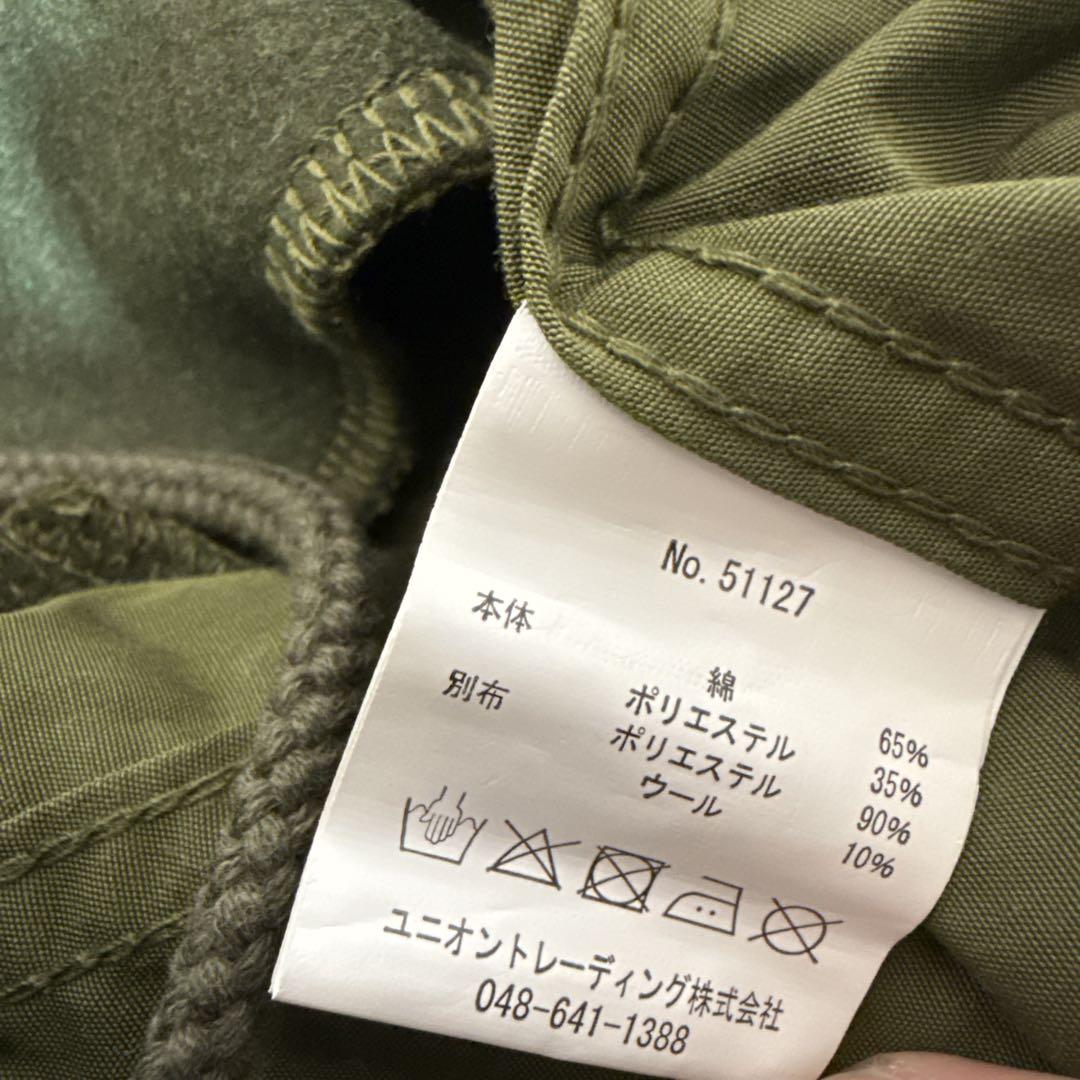 No. 51127
本体 綿 65%
ポリエステル 35%
別布 ポリエステル 90%
ウール 10%
ユニオントレーディング株式会社
048-641-1388